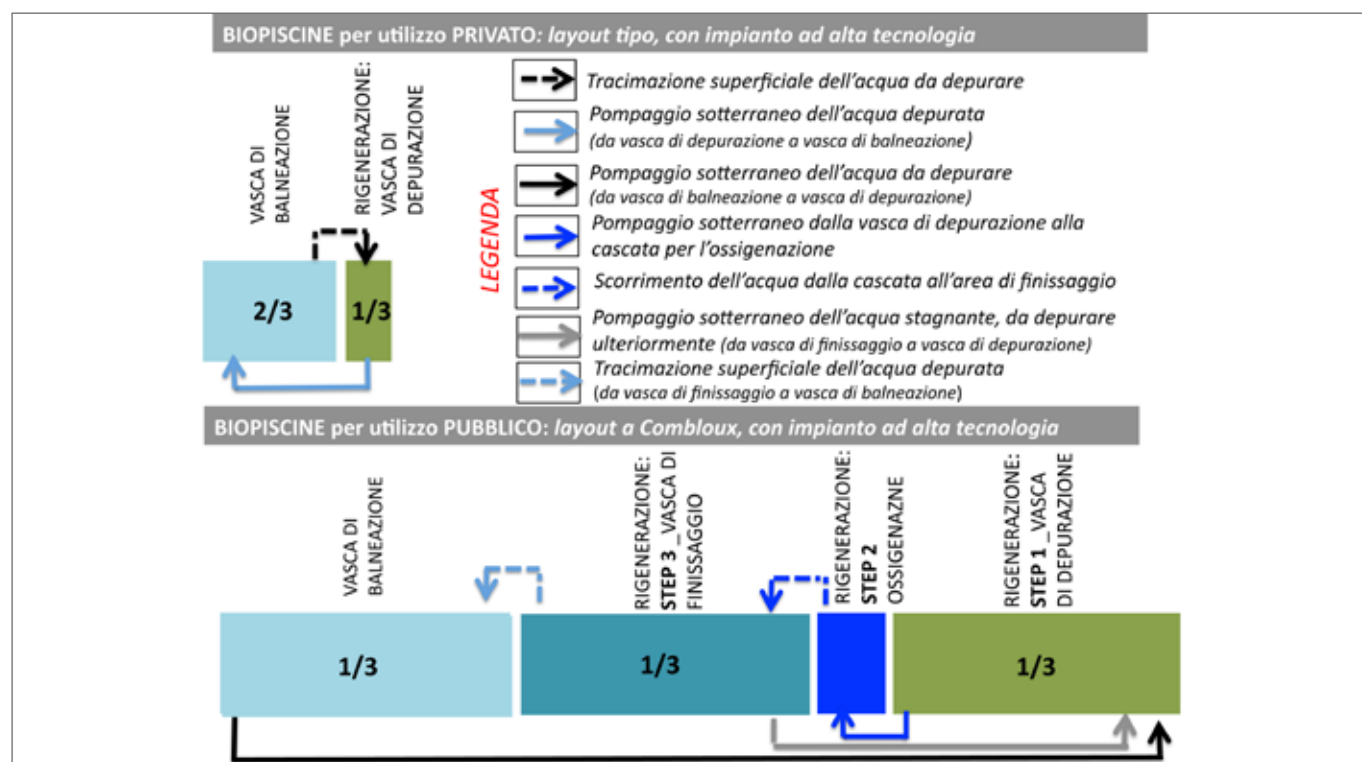 BIOPISCINE per utilizzo PRIVATO: layout tipo, con impianto ad alta tecnologia
VASCA DI
BALNEAZIONE
RIGENERAZIONE:
VASCA DI
DEPURAZIONE
2/3
1/3
LEGENDA
Tracimazione superficiale dell'acqua da depurare
Pompaggio sotterraneo dell'acqua depurata
(da vasca di depurazione a vasca di balneazione)
Pompaggio sotterraneo dell'acqua da depurare
(da vasca di balneazione a vasca di depurazione)
Pompaggio sotterraneo dalla vasca di depurazione alla
cascata per l'ossigenazione
Scorrimento dell'acqua dalla cascata all'area di finissaggio
Pompaggio sotterraneo dell'acqua stagnante, da depurare
ulteriormente (da vasca di finissaggio a vasca di depurazione)
Tracimazione superficiale dell'acqua depurata
(da vasca di finissaggio a vasca di balneazione)
BIOPISCINE per utilizzo PUBBLICO: layout a Combloux, con impianto ad alta tecnologia
VASCA DI
BALNEAZIONE
RIGENERAZIONE:
STEP 3_VASCA DI
FINISSAGGIO
RIGENERAZIONE:
STEP 2
OSSIGENAZNE
RIGENERAZIONE:
STEP 1_VASCA
DI DEPURAZIONE
1/3
1/3
1/3